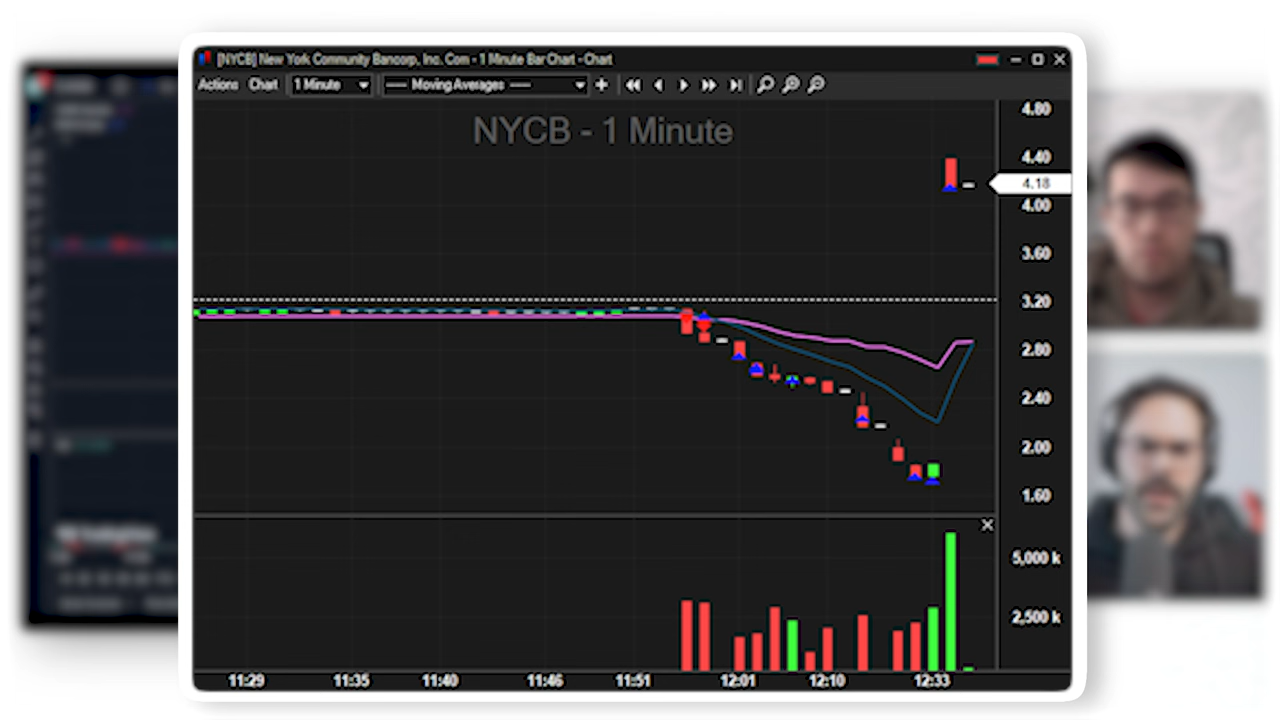 [NYCB] New York Community Bancorp, Inc. Com - 1 Minute Bar Chart - Chart
Actions Chart 1 Minute Moving Averages
NYCB - 1 Minute
4.80
4.40
4.18
4.00
3.60
3.20
2.80
2.40
2.00
1.60
5,000 k
2,500 k
11:29 11:35 11:40 11:46 11:51 12:01 12:10 12:33